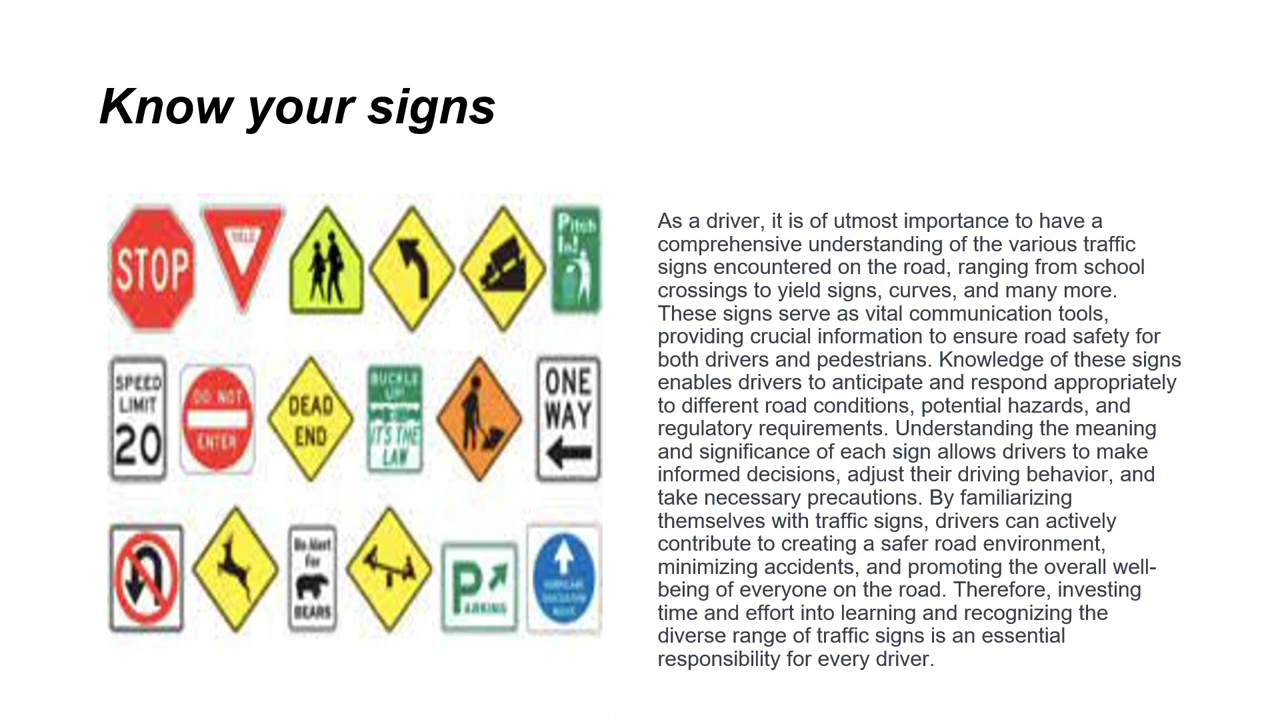 Know your signs
STOP
YIELD
Pitch
In!
SPEED
LIMIT
20
DO NOT
ENTER
DEAD
END
BUCKLE
UP!
IT'S THE
LAW
ONE
WAY
Be Alert
For
BEARS
PARKING
HURRICANE
EVACUATION
ROUTE
As a driver, it is of utmost importance to have a
comprehensive understanding of the various traffic
signs encountered on the road, ranging from school
crossings to yield signs, curves, and many more.
These signs serve as vital communication tools,
providing crucial information to ensure road safety for
both drivers and pedestrians. Knowledge of these signs
enables drivers to anticipate and respond appropriately
to different road conditions, potential hazards, and
regulatory requirements. Understanding the meaning
and significance of each sign allows drivers to make
informed decisions, adjust their driving behavior, and
take necessary precautions. By familiarizing
themselves with traffic signs, drivers can actively
contribute to creating a safer road environment,
minimizing accidents, and promoting the overall well-
being of everyone on the road. Therefore, investing
time and effort into learning and recognizing the
diverse range of traffic signs is an essential
responsibility for every driver.